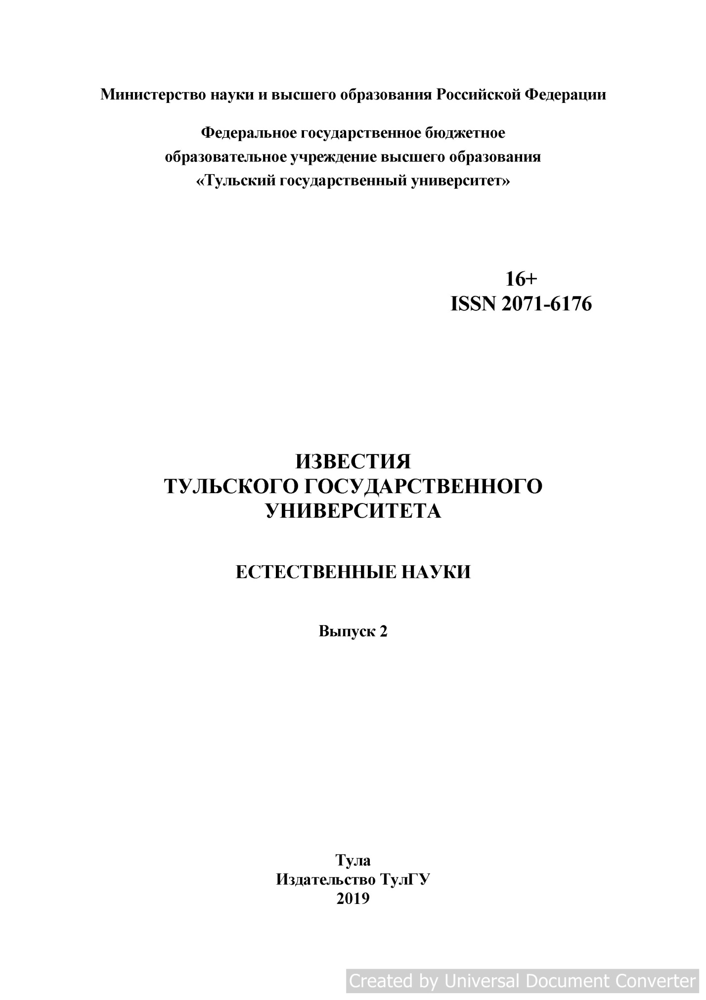 Министерство науки и высшего образования Российской Федерации
Федеральное государственное бюджетное
образовательное учреждение высшего образования
«Тульский государственный университет»
16+
ISSN 2071-6176
ИЗВЕСТИЯ
ТУЛЬСКОГО ГОСУДАРСТВЕННОГО
УНИВЕРСИТЕТА
ЕСТЕСТВЕННЫЕ НАУКИ
Выпуск 2
Тула
Издательство ТулГУ
2019
Created by Universal Document Converter